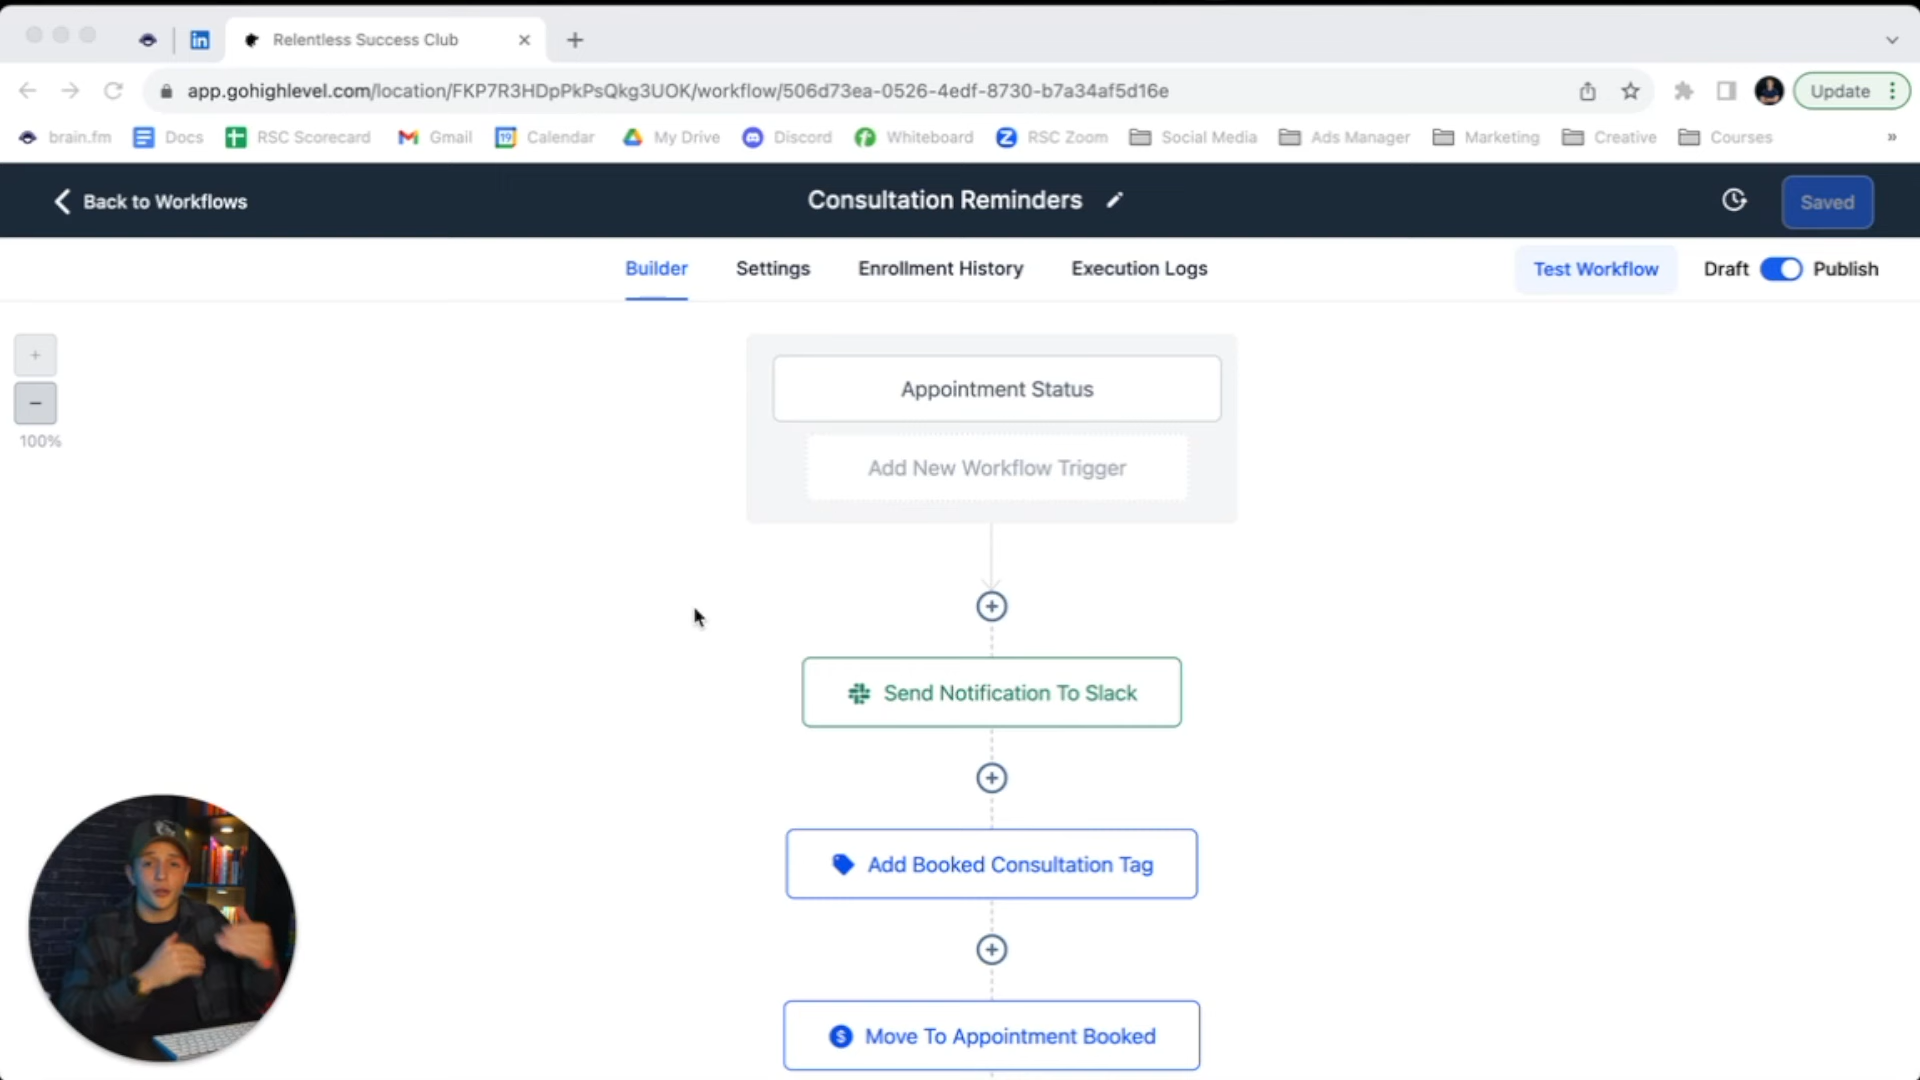 Relentless Success Club
app.gohighlevel.com/location/FKP7R3HDpPkPsQkg3UOK/workflow/506d73ea-0526-4edf-8730-b7a34af5d16e
Update
brain.fm Docs RSC Scorecard Gmail 19 Calendar My Drive Discord Whiteboard RSC Zoom Social Media Ads Manager Marketing Creative Courses »
Back to Workflows
Consultation Reminders
Saved
Builder Settings Enrollment History Execution Logs
Test Workflow
Draft Publish
+
−
100%
Appointment Status
Add New Workflow Trigger
Send Notification To Slack
Add Booked Consultation Tag
Move To Appointment Booked